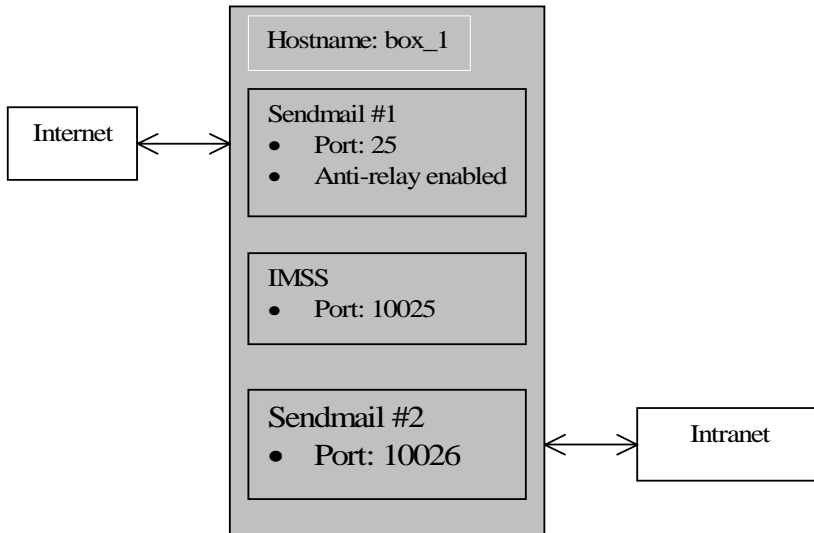 Hostname: box_1
Internet
Sendmail #1
• Port: 25
• Anti-relay enabled
IMSS
• Port: 10025
Sendmail #2
• Port: 10026
Intranet